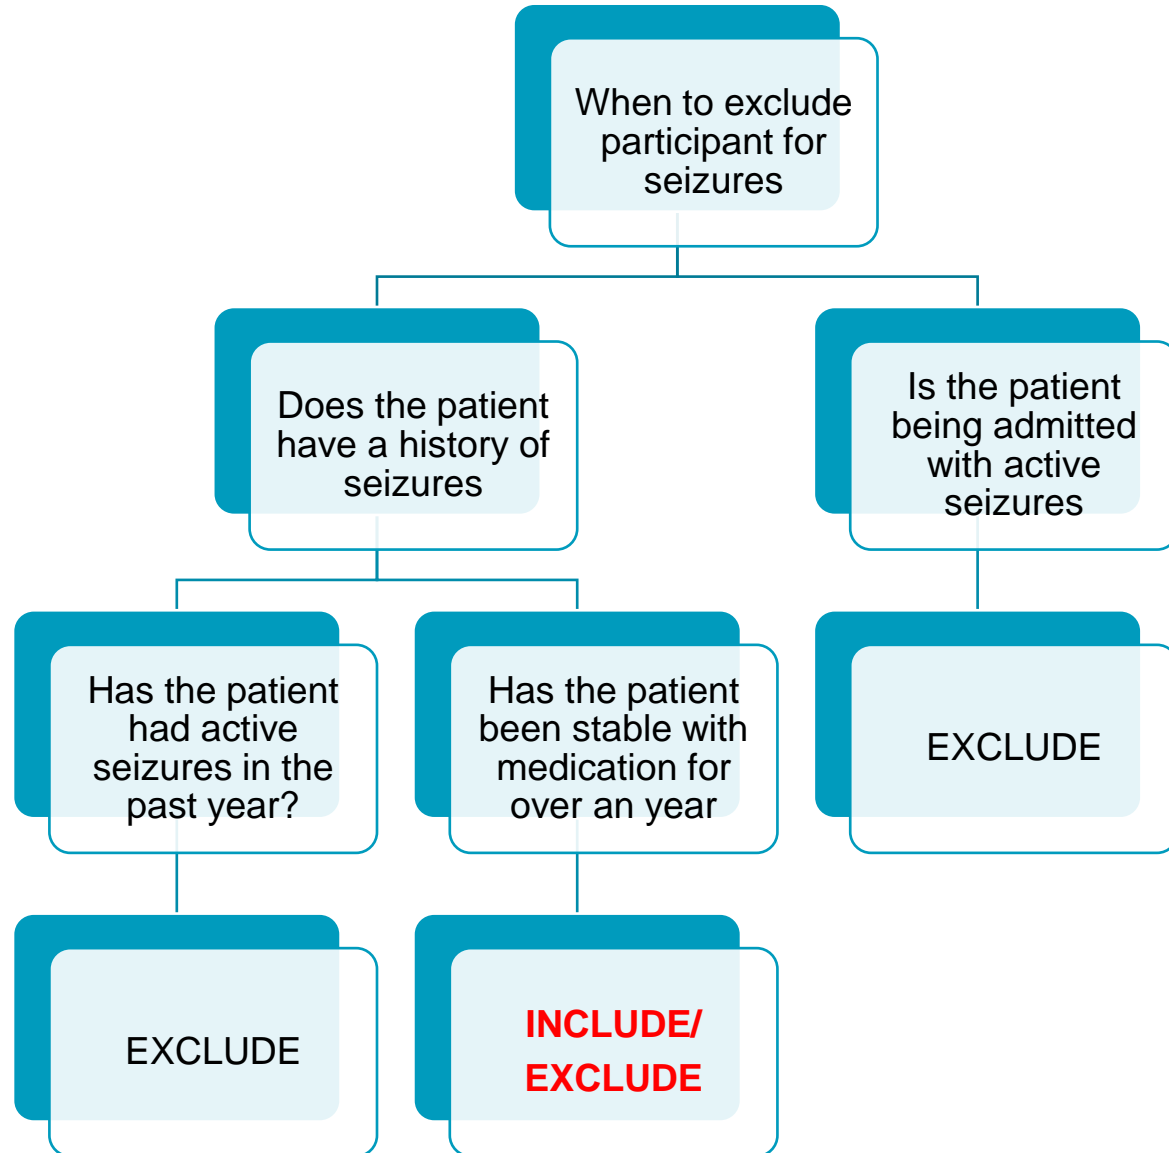 When to exclude
participant for
seizures
Does the patient
have a history of
seizures
Is the patient
being admitted
with active
seizures
Has the patient
had active
seizures in the
past year?
Has the patient
been stable with
medication for
over an year
EXCLUDE
EXCLUDE
INCLUDE/
EXCLUDE